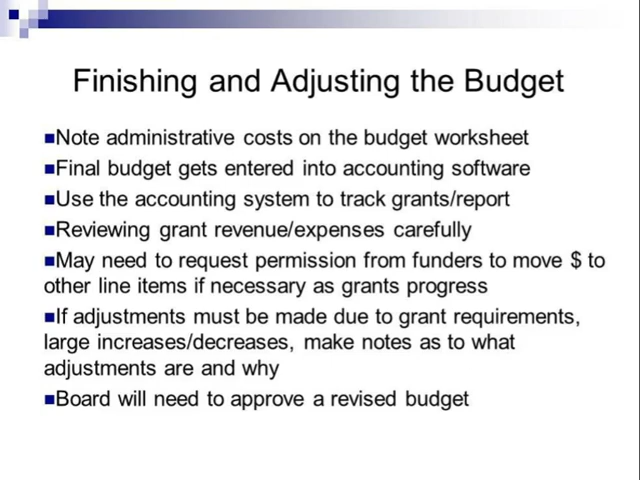 Finishing and Adjusting the Budget
Note administrative costs on the budget worksheet
Final budget gets entered into accounting software
Use the accounting system to track grants/report
Reviewing grant revenue/expenses carefully
May need to request permission from funders to move $ to
other line items if necessary as grants progress
If adjustments must be made due to grant requirements,
large increases/decreases, make notes as to what
adjustments are and why
Board will need to approve a revised budget